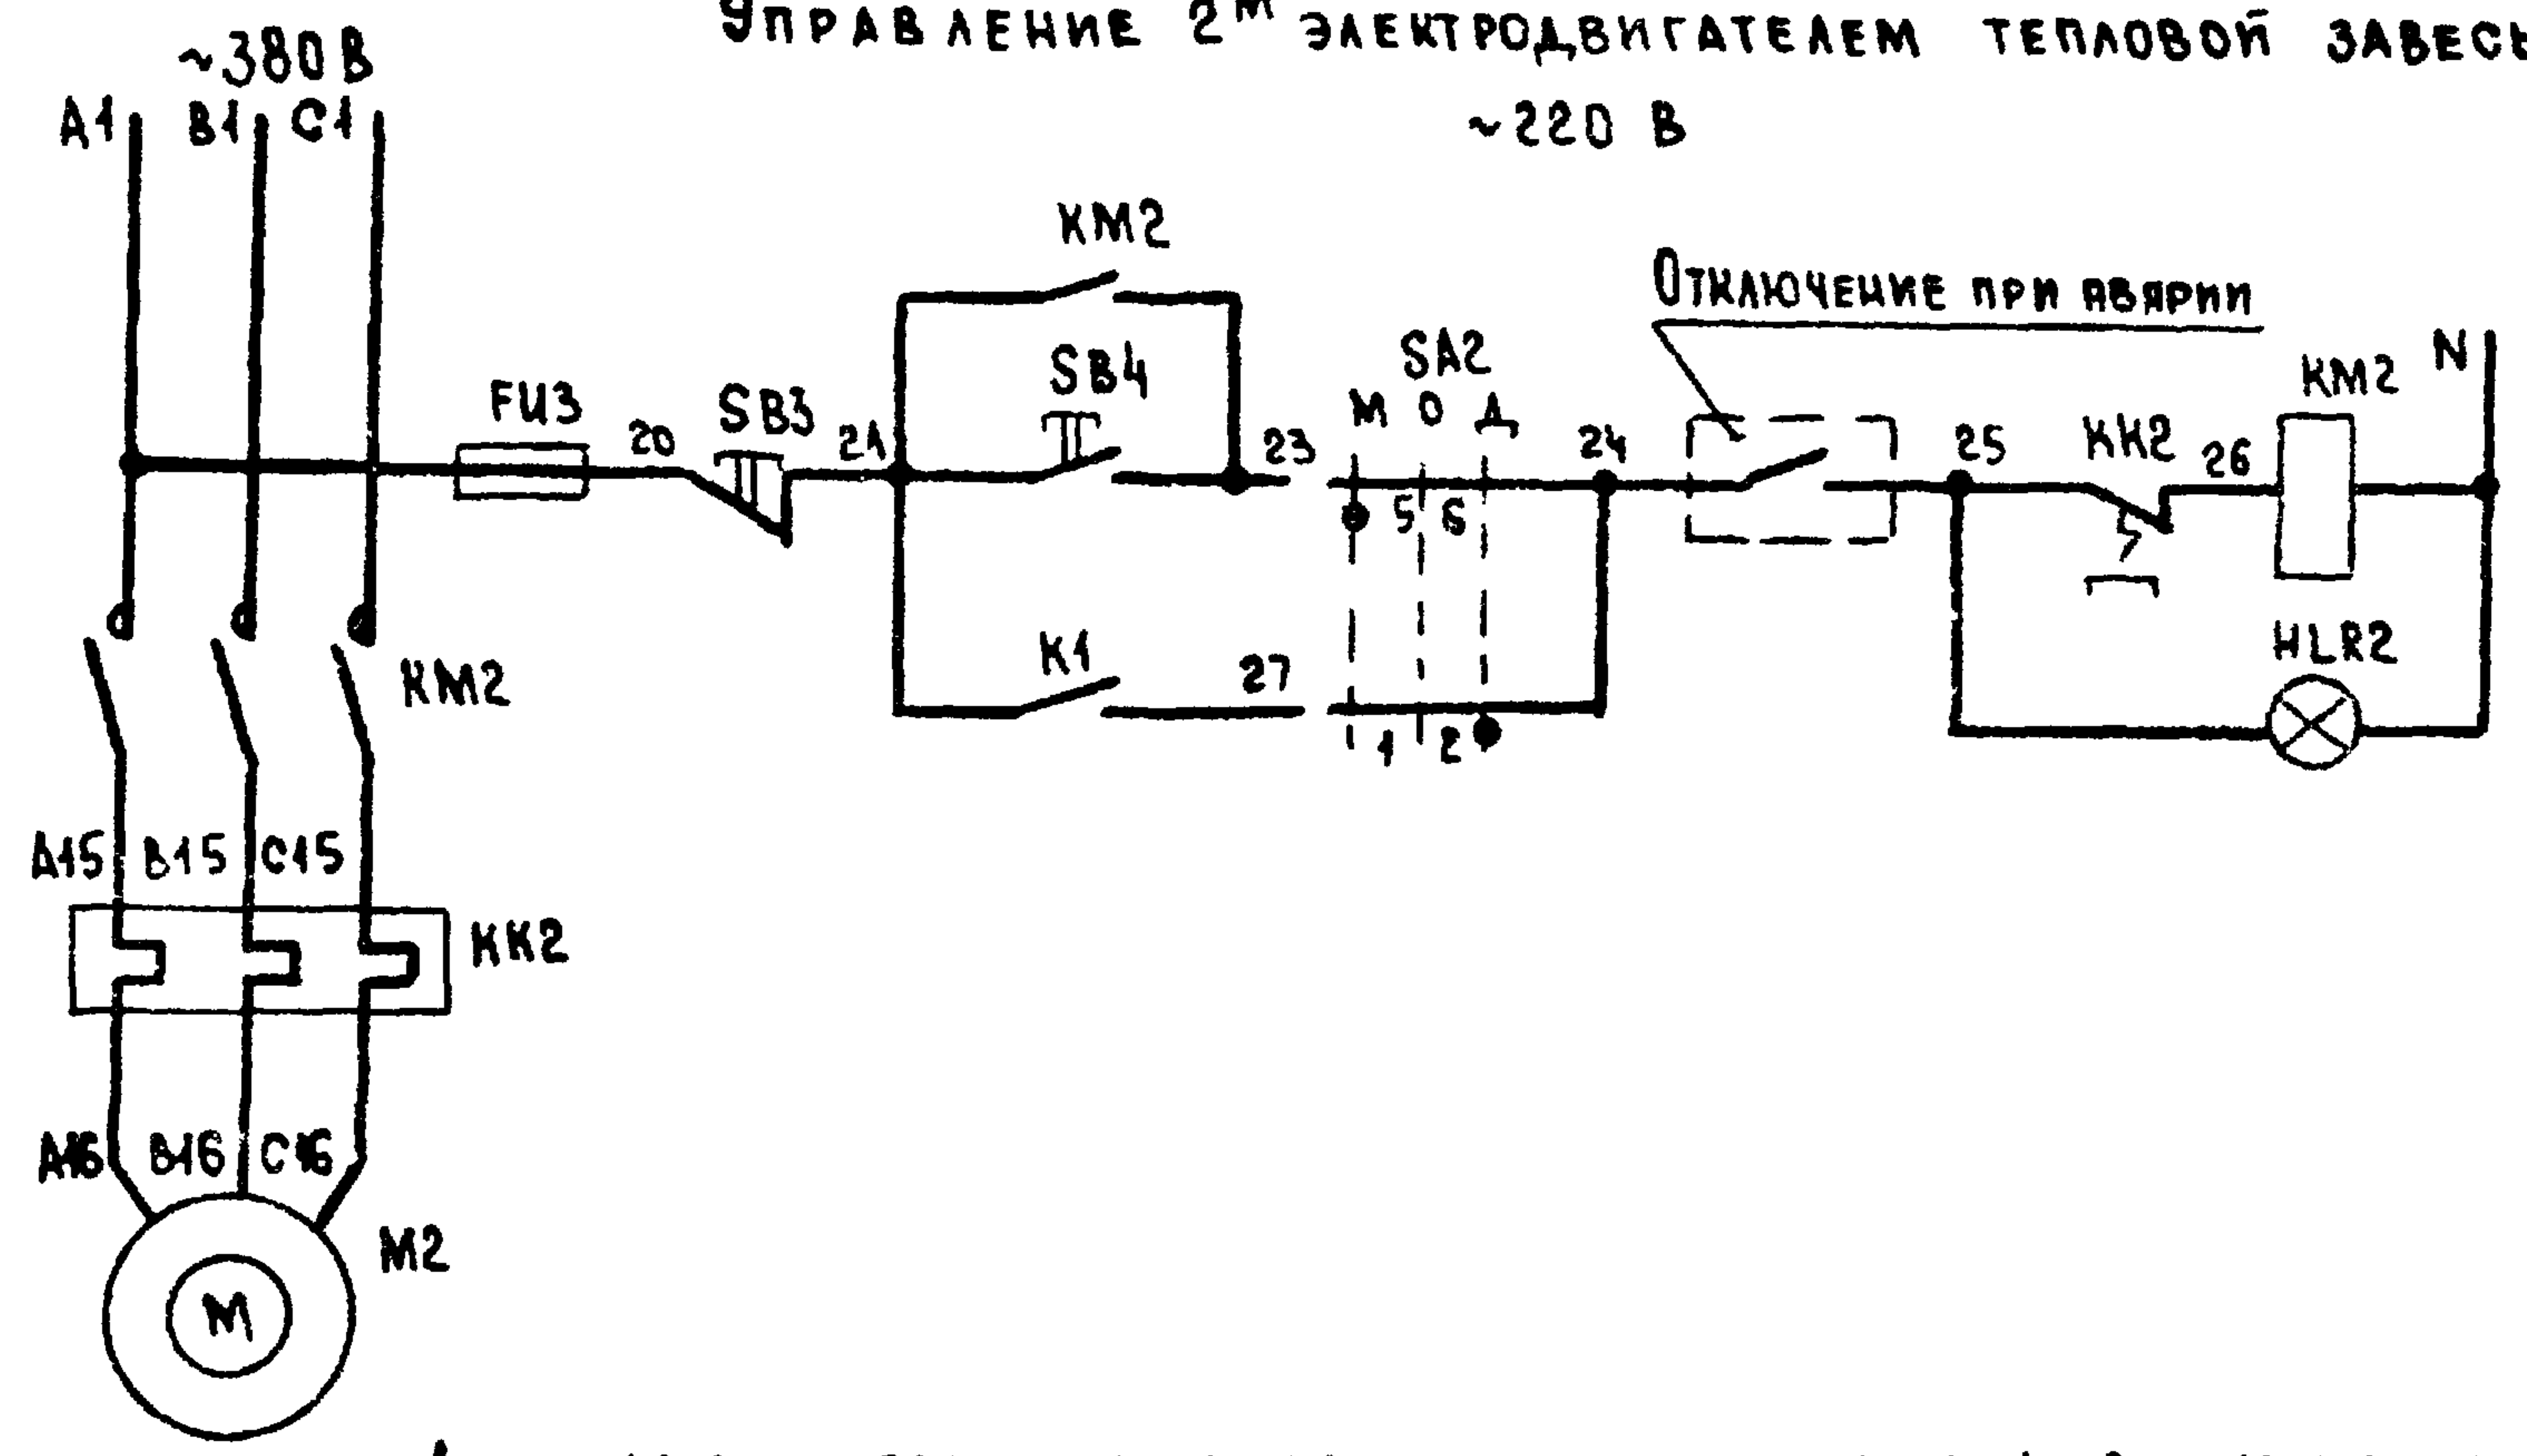 Управление 2м электродвигателем тепловой завесы
~380 В
~220 В
А1 В1 С1
КМ2
Отключение при аварии
SA2
N
FU3
SB3
SB4
М О Д
КМ2
20
21
23
24
25
КК2
26
5 6
К1
27
КМ2
HLR2
1 2
А15 В15 С15
КК2
А16 В16 С16
М2
М